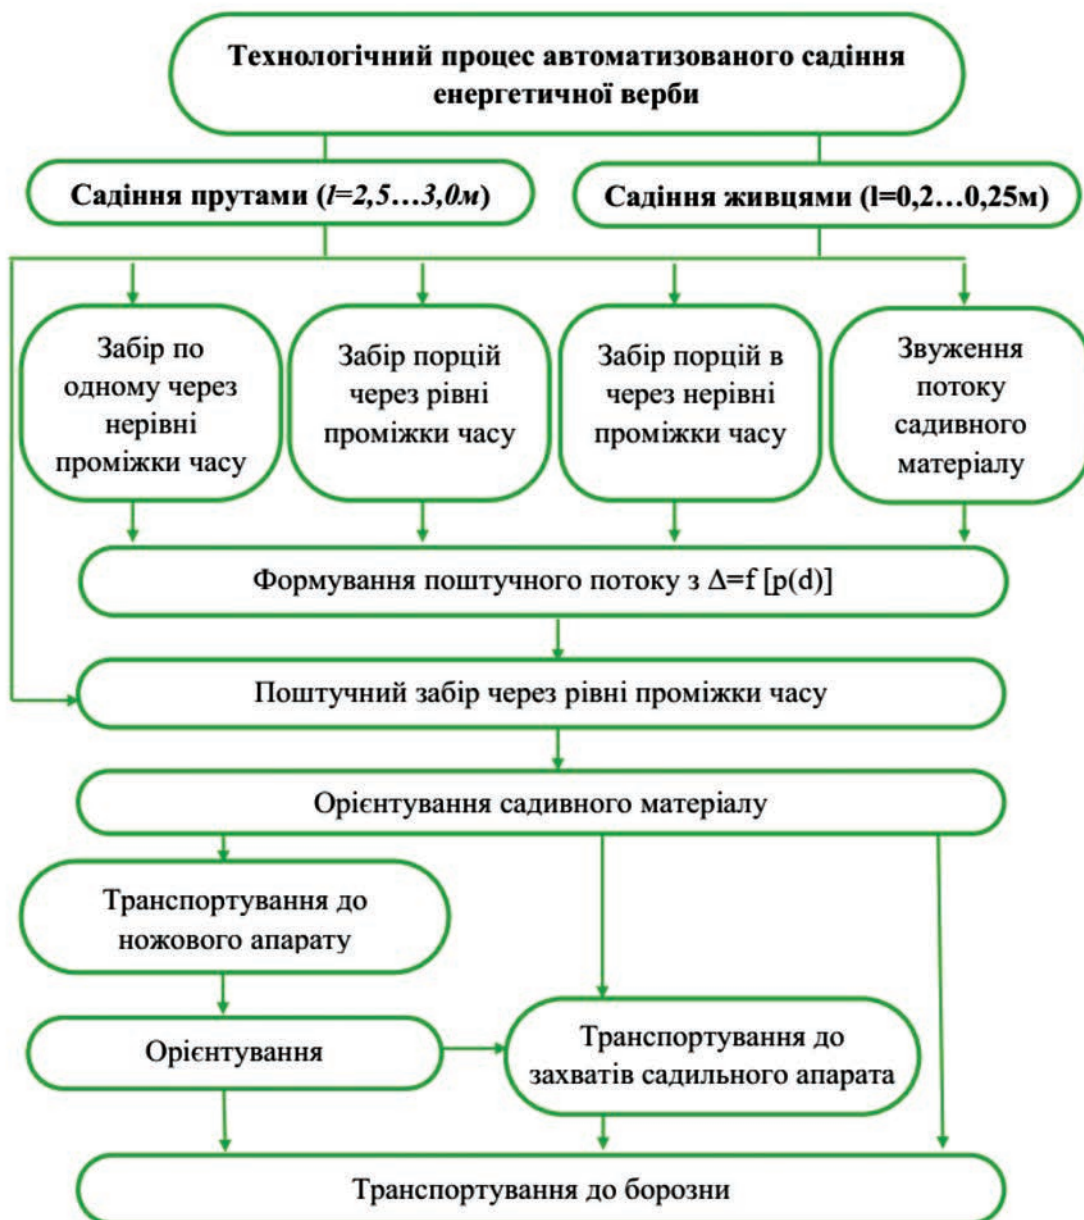 Технологічний процес автоматизованого садіння
енергетичної верби
Садіння прутами (l=2,5…3,0м)
Садіння живцями (l=0,2…0,25м)
Забір по
одному через
нерівні
проміжки часу
Забір порцій
через рівні
проміжки часу
Забір порцій в
через нерівні
проміжки часу
Звуження
потоку
садивного
матеріалу
Формування поштучного потоку з Δ=f [p(d)]
Поштучний забір через рівні проміжки часу
Орієнтування садивного матеріалу
Транспортування до
ножового апарату
Орієнтування
Транспортування до
захватів садильного апарата
Транспортування до борозни